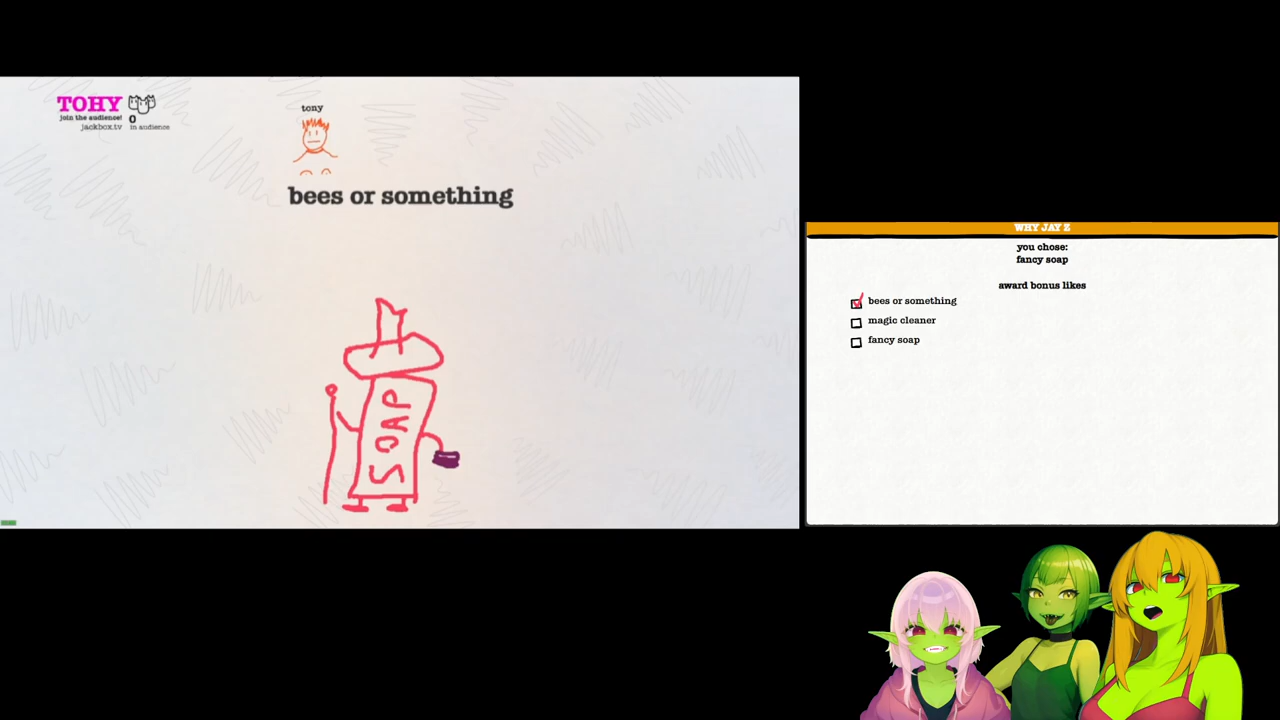 TOHY
join the audience!
jackbox.tv
0
in audience
tony
bees or something
SOAP
WHY JAY Z
you chose:
fancy soap
award bonus likes
bees or something
magic cleaner
fancy soap